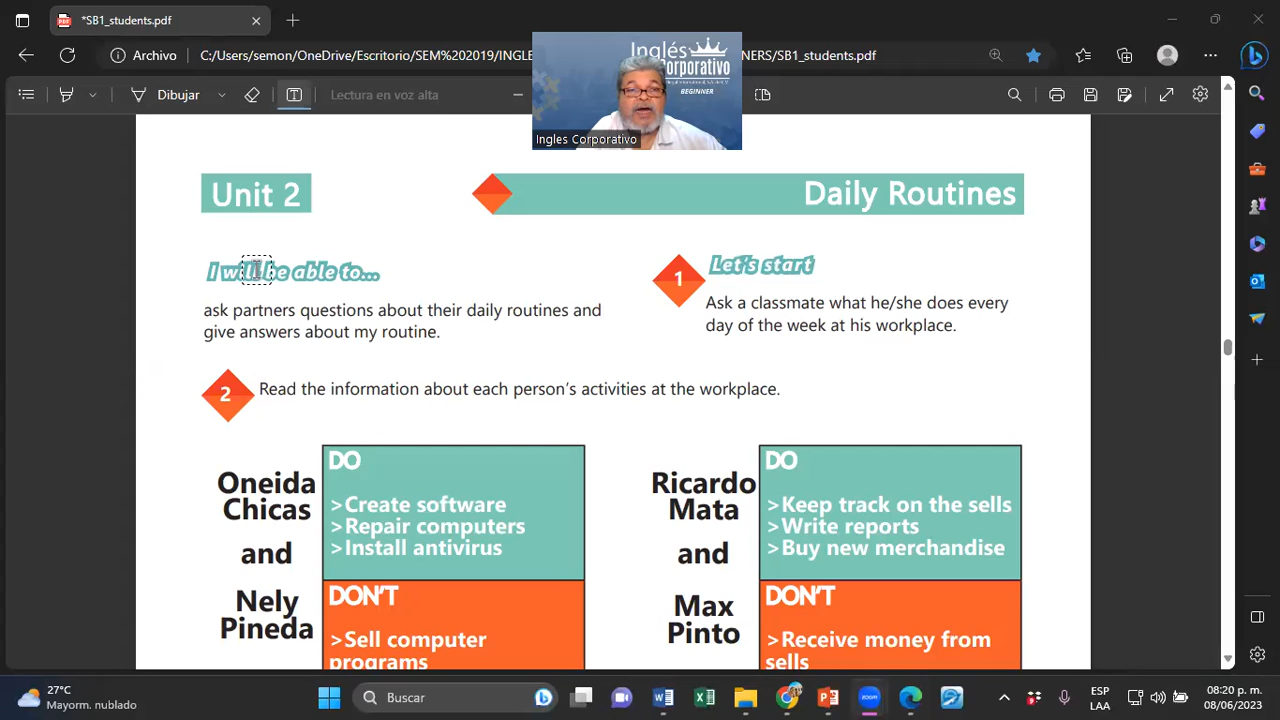 *SB1_students.pdf
Archivo
C:/Users/semon/OneDrive/Escritorio/SEM%202019/INGLE
NERS/SB1_students.pdf
Dibujar
Lectura en voz alta
Inglés
Corporativo
BEGINNER
Ingles Corporativo
Unit 2
Daily Routines
I will be able to...
ask partners questions about their daily routines and
give answers about my routine.
1
Let's start
Ask a classmate what he/she does every
day of the week at his workplace.
2
Read the information about each person's activities at the workplace.
Oneida
Chicas
and
Nely
Pineda
DO
>Create software
>Repair computers
>Install antivirus
DON'T
>Sell computer
programs
Ricardo
Mata
and
Max
Pinto
DO
>Keep track on the sells
>Write reports
>Buy new merchandise
DON'T
>Receive money from
sells
27°C
Mayorm. nublado
Buscar
zoom
ESP
LAA
08:20 p. m.
08/06/2023